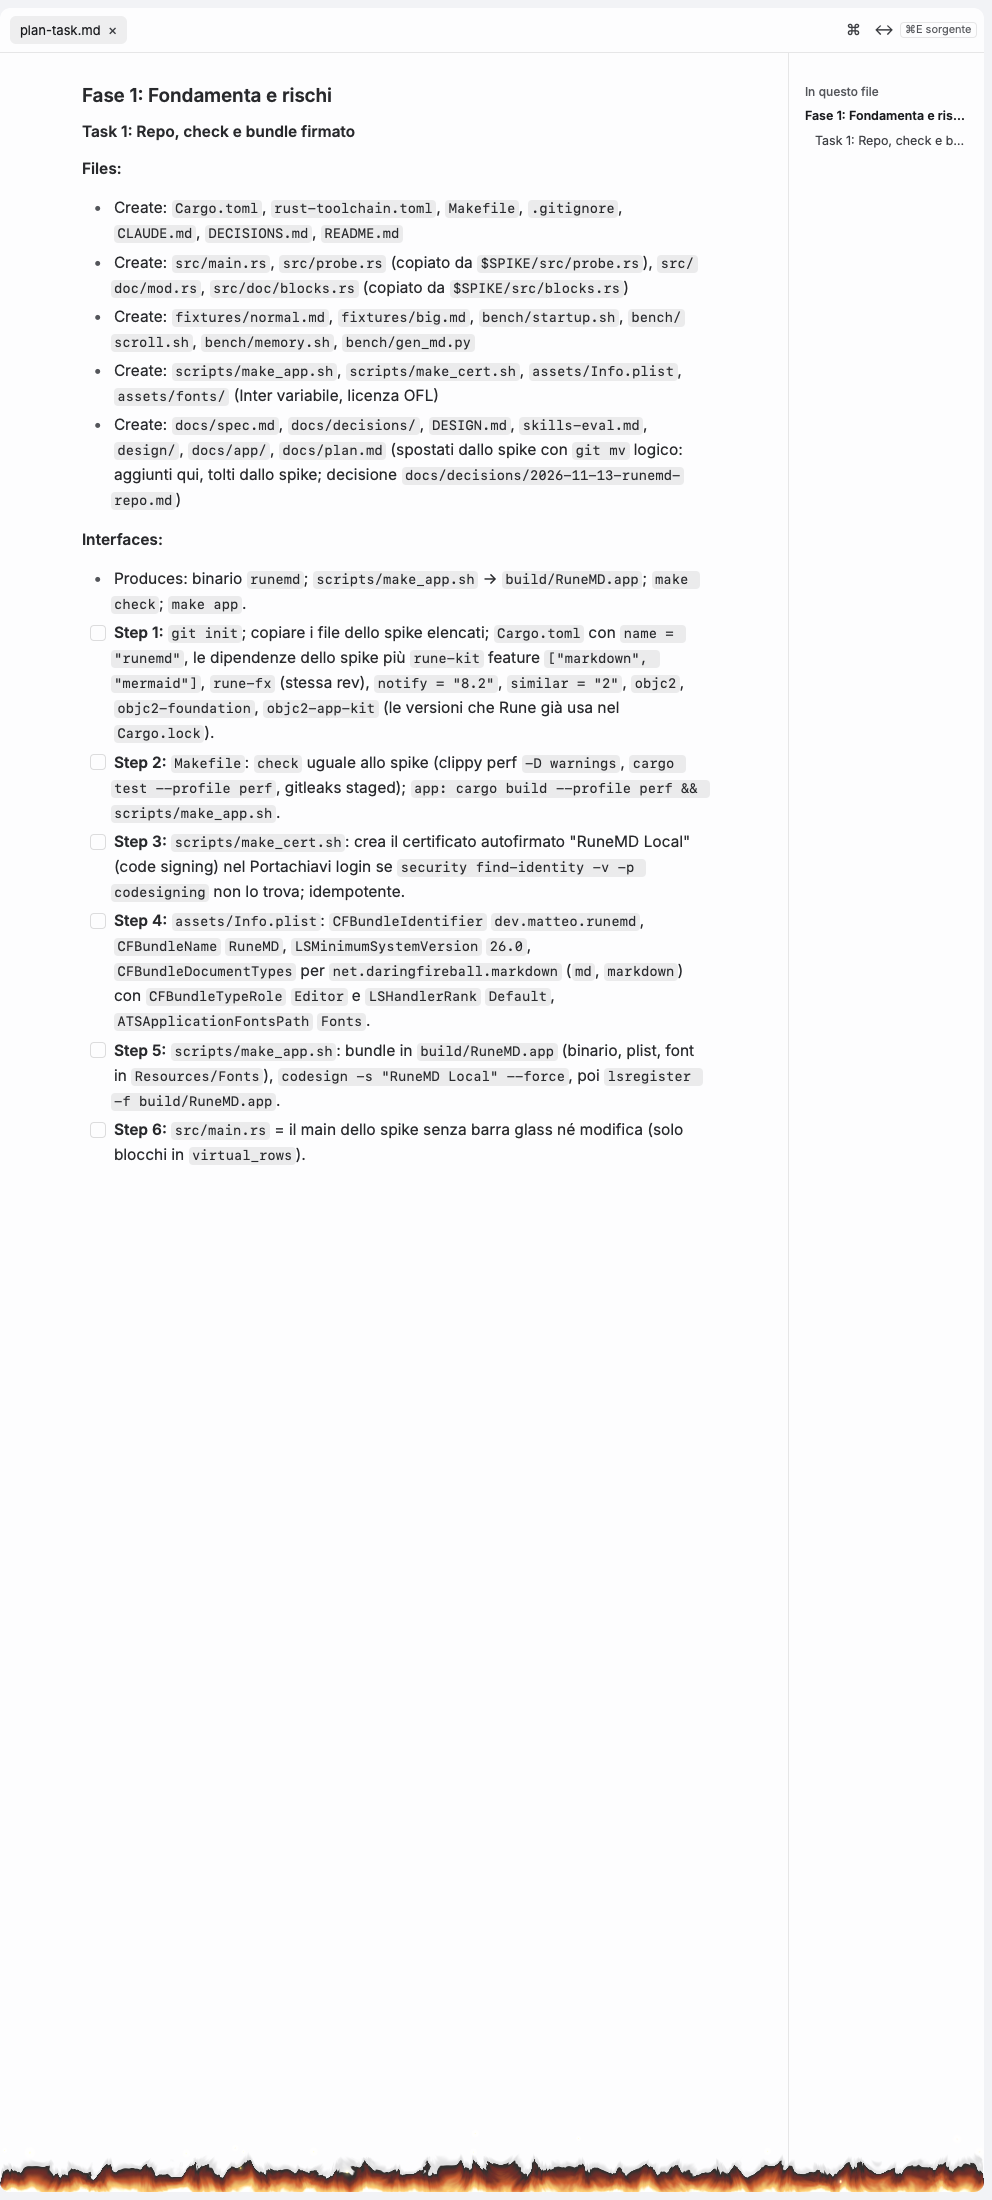 plan-task.md ×
⌘ ↔ ⌘E sorgente
Fase 1: Fondamenta e rischi
Task 1: Repo, check e bundle firmato
Files:
• Create: Cargo.toml, rust-toolchain.toml, Makefile, .gitignore,
CLAUDE.md, DECISIONS.md, README.md
• Create: src/main.rs, src/probe.rs (copiato da $SPIKE/src/probe.rs), src/
doc/mod.rs, src/doc/blocks.rs (copiato da $SPIKE/src/blocks.rs)
• Create: fixtures/normal.md, fixtures/big.md, bench/startup.sh, bench/
scroll.sh, bench/memory.sh, bench/gen_md.py
• Create: scripts/make_app.sh, scripts/make_cert.sh, assets/Info.plist,
assets/fonts/ (Inter variabile, licenza OFL)
• Create: docs/spec.md, docs/decisions/, DESIGN.md, skills-eval.md,
design/, docs/app/, docs/plan.md (spostati dallo spike con git mv logico:
aggiunti qui, tolti dallo spike; decisione docs/decisions/2026-11-13-runemd-
repo.md)
Interfaces:
• Produces: binario runemd; scripts/make_app.sh → build/RuneMD.app; make
check; make app.
Step 1: git init; copiare i file dello spike elencati; Cargo.toml con name =
"runemd", le dipendenze dello spike più rune-kit feature ["markdown",
"mermaid"], rune-fx (stessa rev), notify = "8.2", similar = "2", objc2,
objc2-foundation, objc2-app-kit (le versioni che Rune già usa nel
Cargo.lock).
Step 2: Makefile: check uguale allo spike (clippy perf -D warnings, cargo
test --profile perf, gitleaks staged); app: cargo build --profile perf &&
scripts/make_app.sh.
Step 3: scripts/make_cert.sh: crea il certificato autofirmato "RuneMD Local"
(code signing) nel Portachiavi login se security find-identity -v -p
codesigning non lo trova; idempotente.
Step 4: assets/Info.plist: CFBundleIdentifier dev.matteo.runemd,
CFBundleName RuneMD, LSMinimumSystemVersion 26.0,
CFBundleDocumentTypes per net.daringfireball.markdown (md, markdown)
con CFBundleTypeRole Editor e LSHandlerRank Default,
ATSApplicationFontsPath Fonts.
Step 5: scripts/make_app.sh: bundle in build/RuneMD.app (binario, plist, font
in Resources/Fonts), codesign -s "RuneMD Local" --force, poi lsregister
-f build/RuneMD.app.
Step 6: src/main.rs = il main dello spike senza barra glass né modifica (solo
blocchi in virtual_rows).
In questo file
Fase 1: Fondamenta e ris...
Task 1: Repo, check e b...